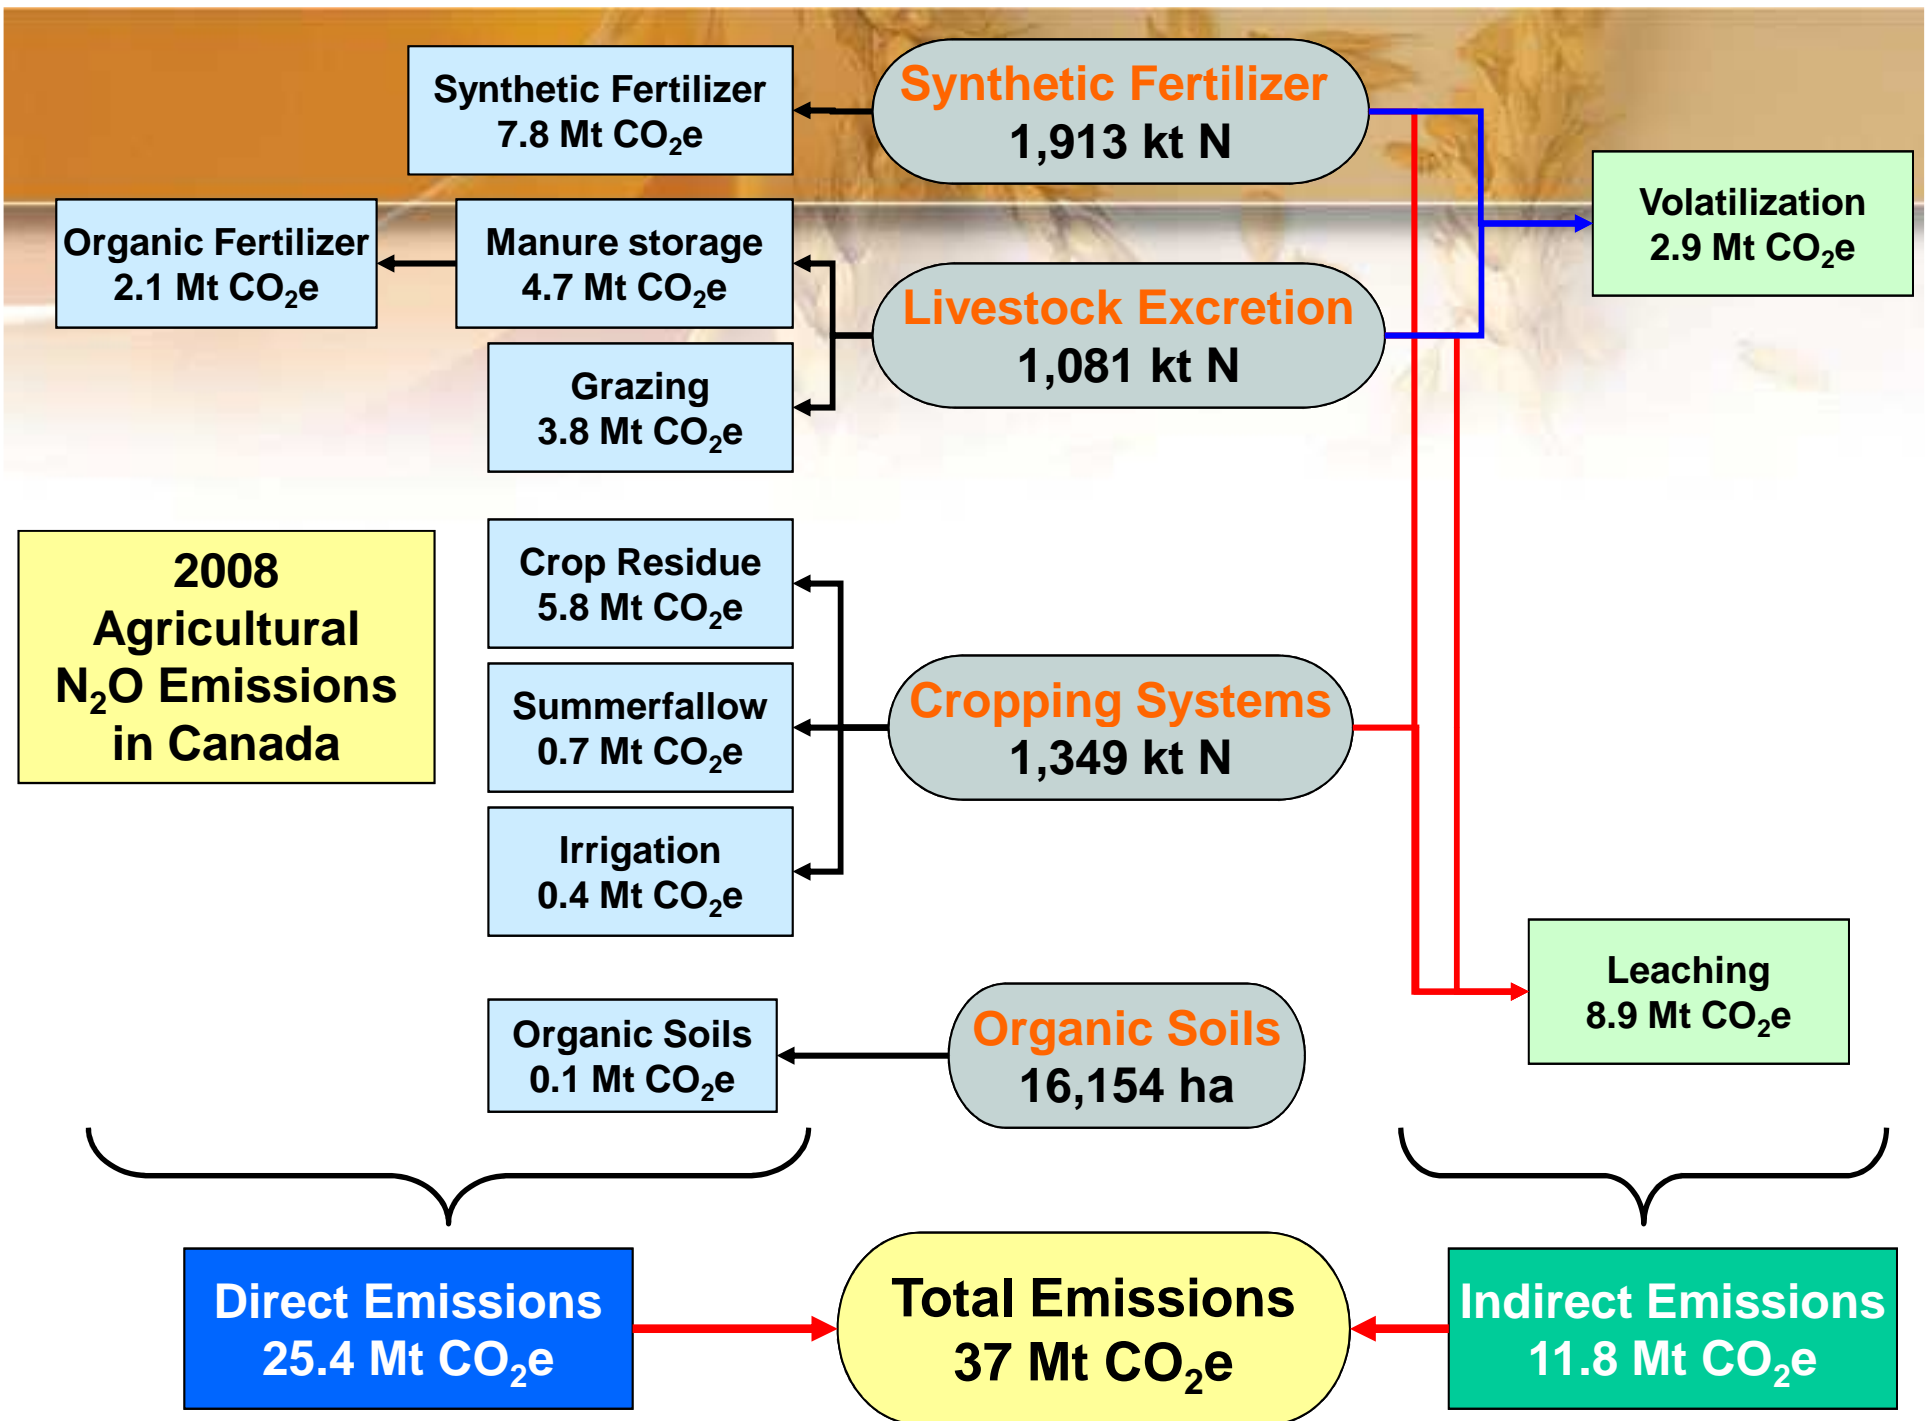 Synthetic Fertilizer
7.8 Mt CO₂e
Synthetic Fertilizer
1,913 kt N
Volatilization
2.9 Mt CO₂e
Organic Fertilizer
2.1 Mt CO₂e
Manure storage
4.7 Mt CO₂e
Livestock Excretion
1,081 kt N
Grazing
3.8 Mt CO₂e
2008
Agricultural
N₂O Emissions
in Canada
Crop Residue
5.8 Mt CO₂e
Summerfallow
0.7 Mt CO₂e
Cropping Systems
1,349 kt N
Irrigation
0.4 Mt CO₂e
Leaching
8.9 Mt CO₂e
Organic Soils
0.1 Mt CO₂e
Organic Soils
16,154 ha
Direct Emissions
25.4 Mt CO₂e
Total Emissions
37 Mt CO₂e
Indirect Emissions
11.8 Mt CO₂e